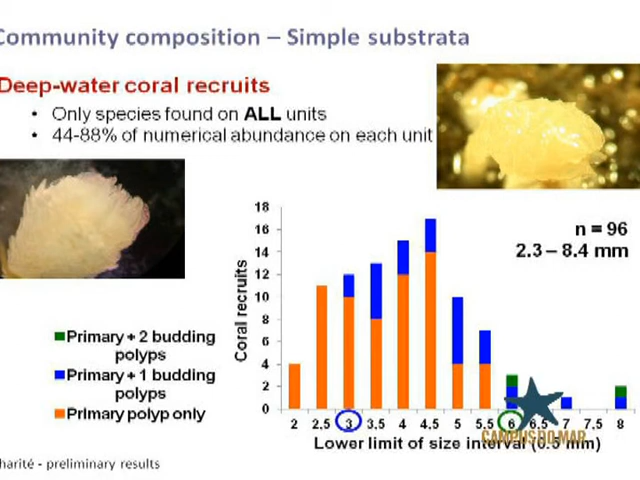 Community composition – Simple substrata
Deep-water coral recruits
• Only species found on ALL units
• 44-88% of numerical abundance on each unit
n = 96
2.3 – 8.4 mm
Coral recruits
18
16
14
12
10
8
6
4
2
0
2 2,5 3 3,5 4 4,5 5 5,5 6 6,5 7 7,5 8
Lower limit of size interval (0.5 mm)
Primary + 2 budding
polyps
Primary + 1 budding
polyps
Primary polyp only
CAMPUS DO MAR
harité - preliminary results